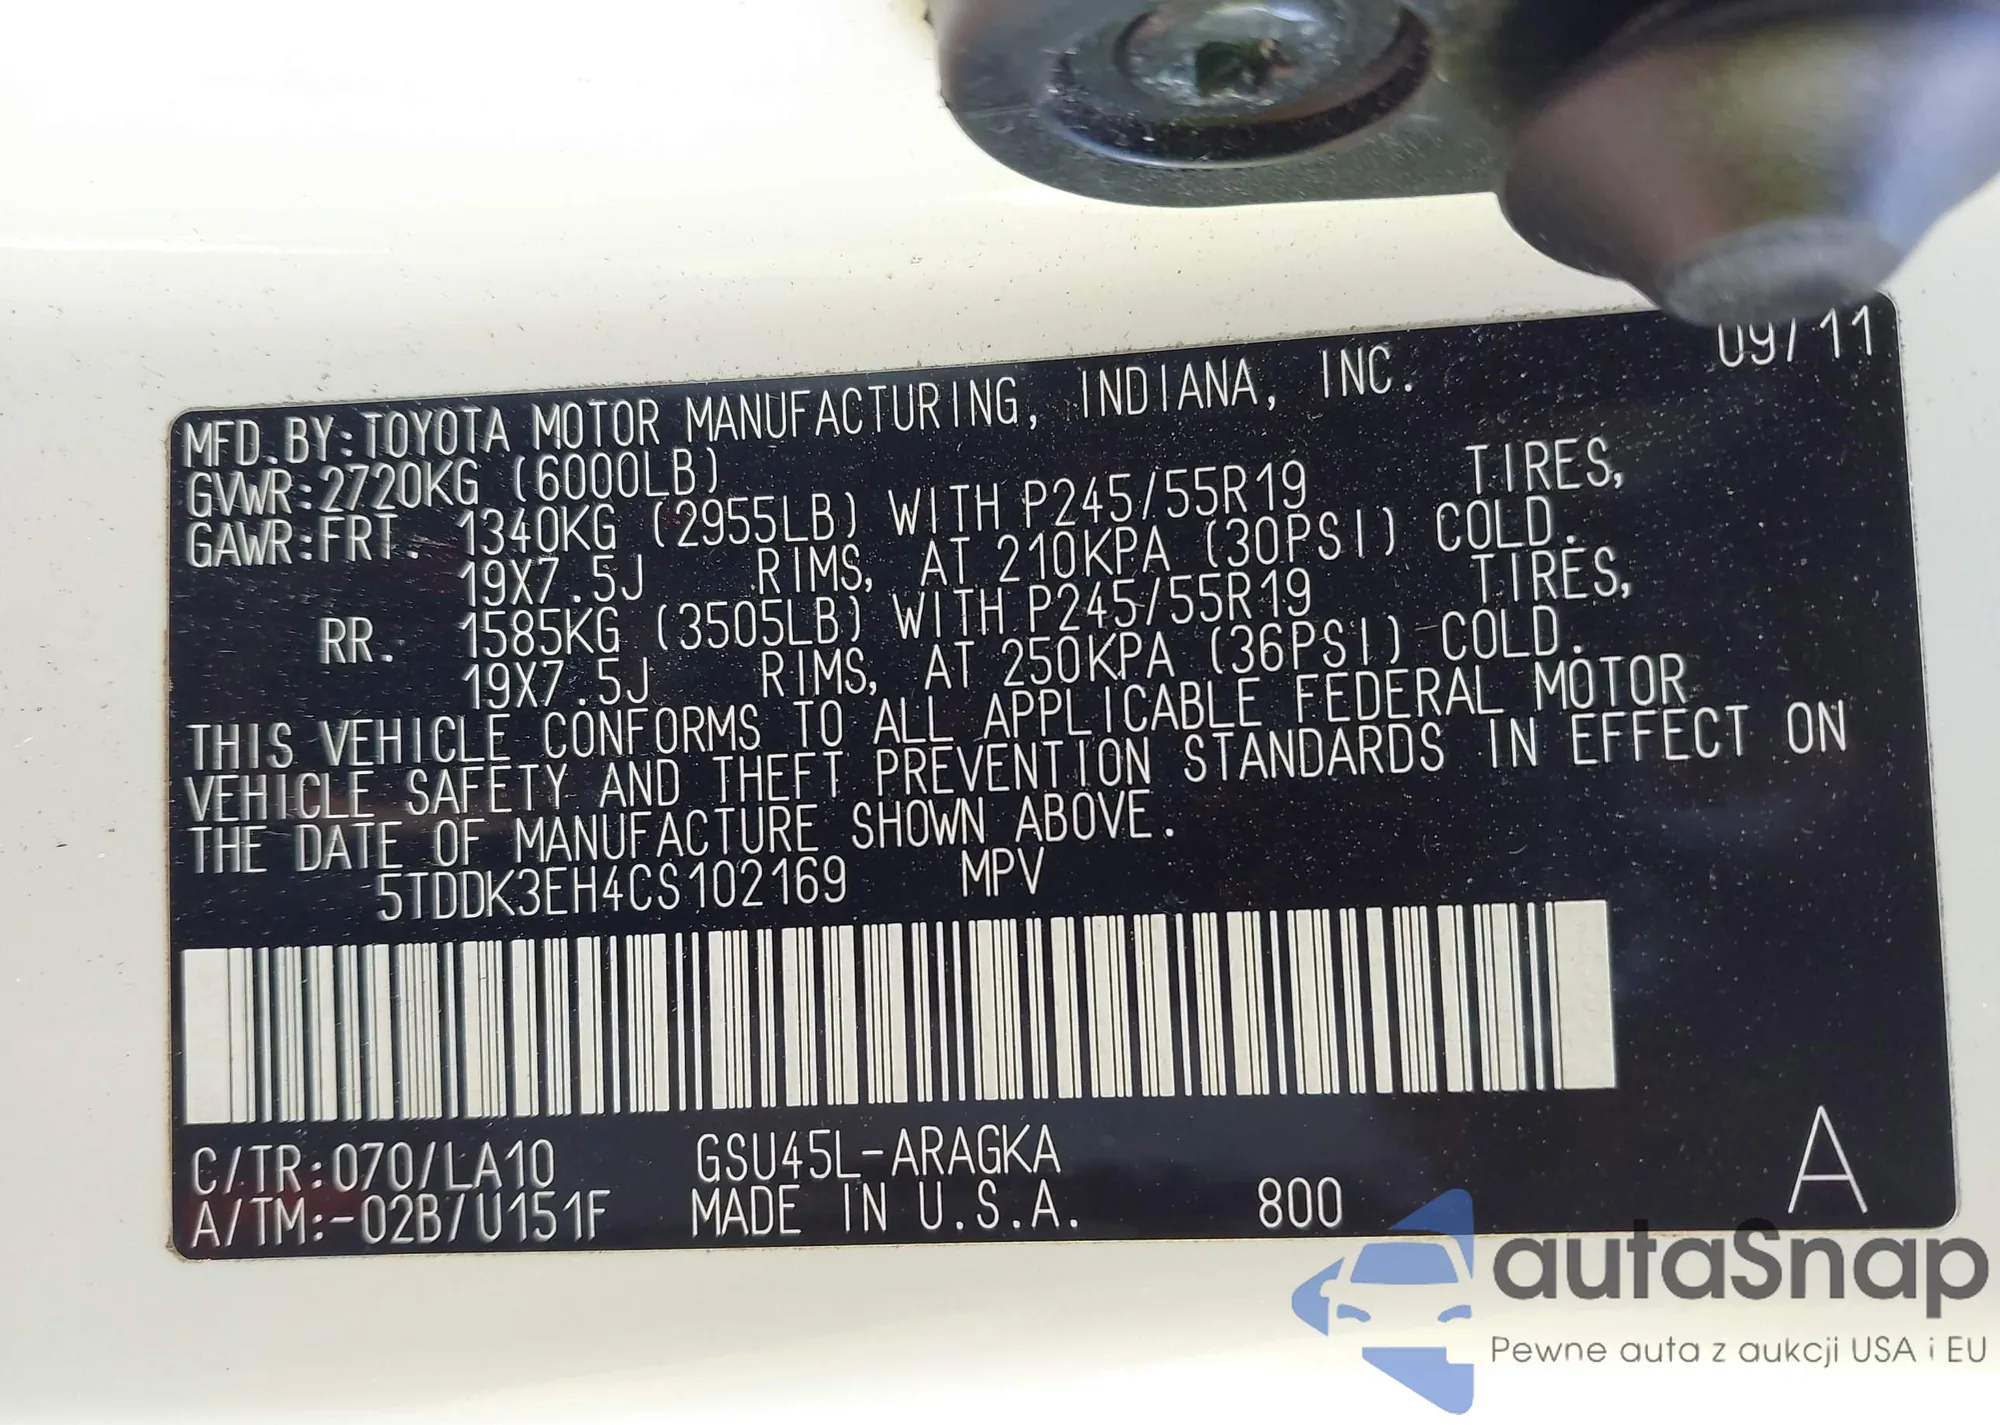 09/11
MFD.BY:TOYOTA MOTOR MANUFACTURING, INDIANA, INC.
GVWR:2720KG (6000LB)
GAWR:FRT. 1340KG (2955LB) WITH P245/55R19 TIRES,
19X7.5J RIMS, AT 210KPA (30PSI) COLD.
RR. 1585KG (3505LB) WITH P245/55R19 TIRES,
19X7.5J RIMS, AT 250KPA (36PSI) COLD.
THIS VEHICLE CONFORMS TO ALL APPLICABLE FEDERAL MOTOR
VEHICLE SAFETY AND THEFT PREVENTION STANDARDS IN EFFECT ON
THE DATE OF MANUFACTURE SHOWN ABOVE.
5TDDK3EH4CS102169 MPV
C/TR:070/LA10 GSU45L-ARAGKA
A/TM:-02B/U151F MADE IN U.S.A. 800 A
autaSnap
Pewne auta z aukcji USA i EU